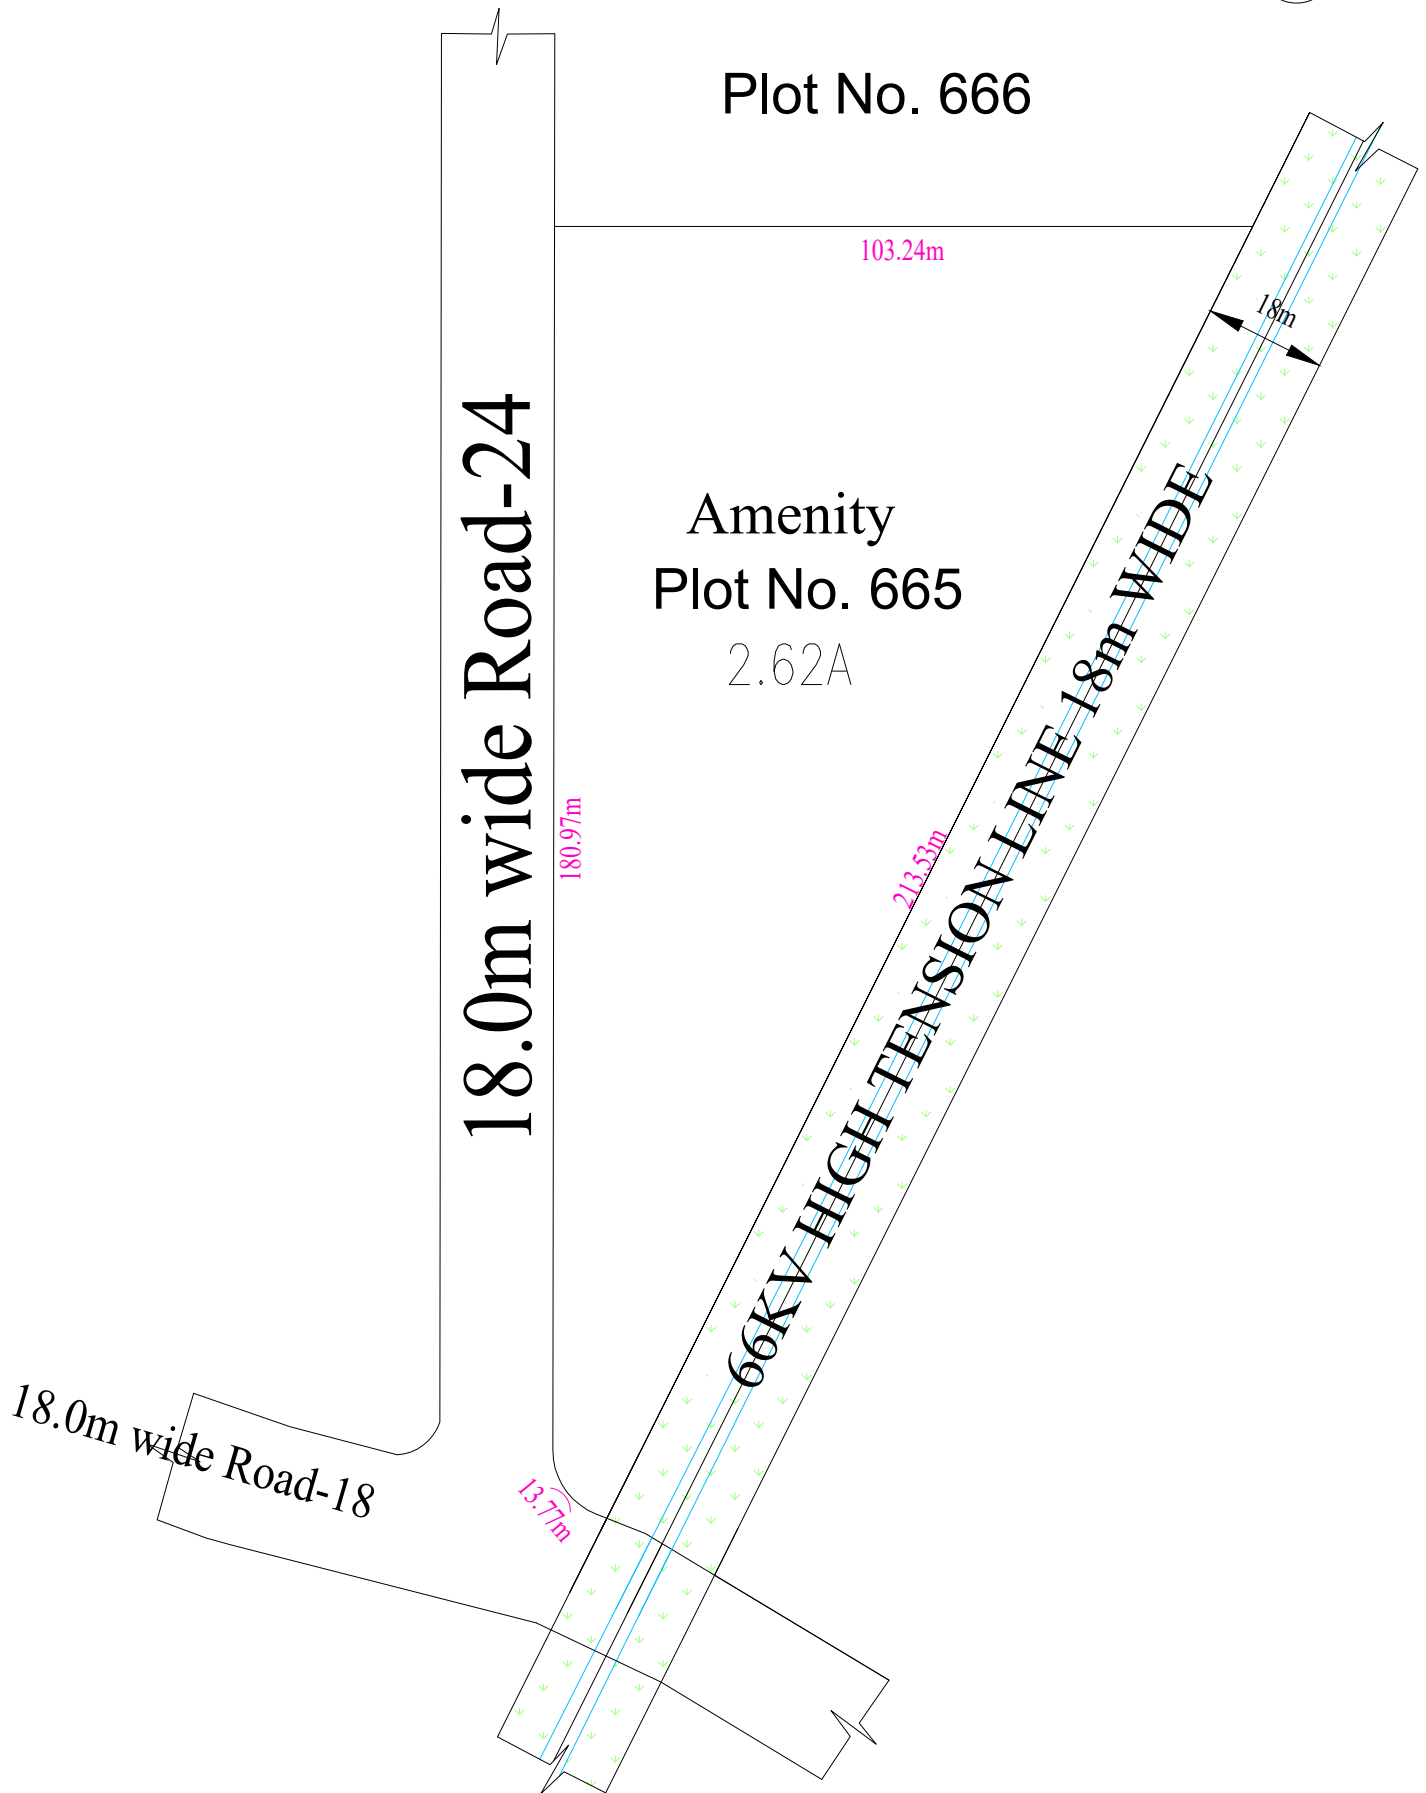 Plot No. 666
103.24m
18m
18.0m wide Road-24
Amenity
Plot No. 665
2.62A
180.97m
213.53m
66KV HIGH TENSION LINE 18m WIDE
18.0m wide Road-18
13.77m